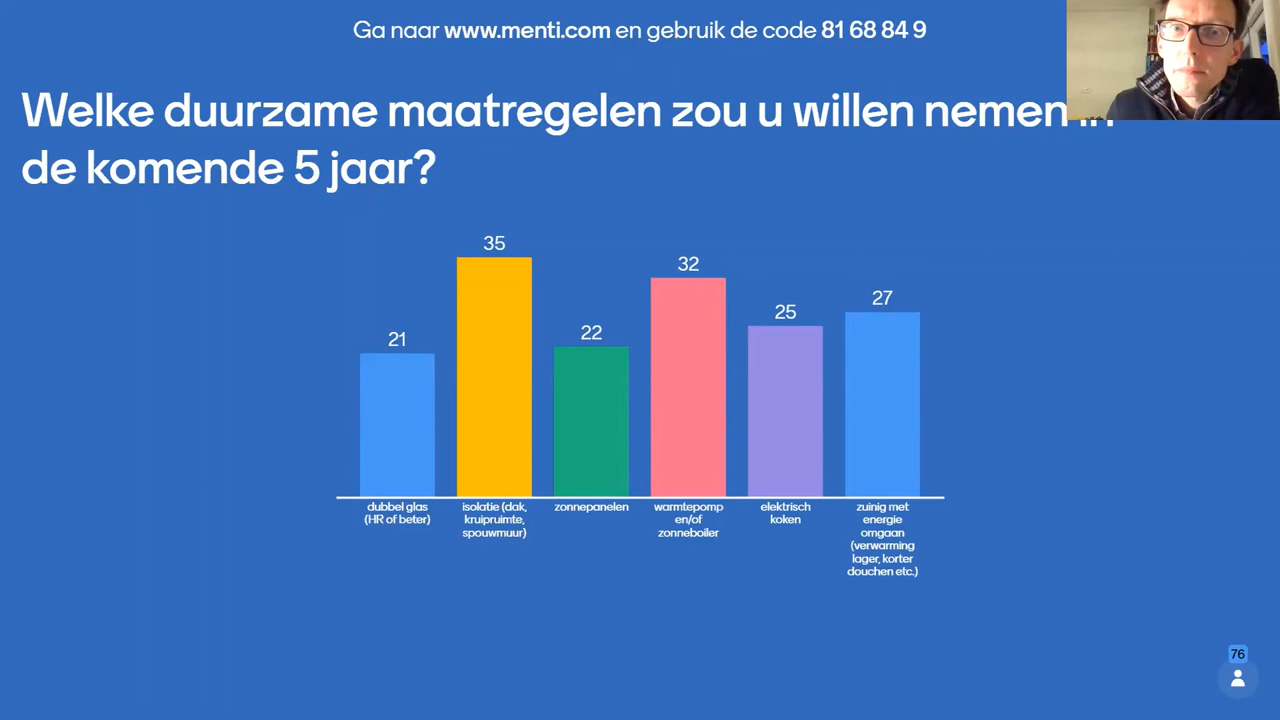 Ga naar www.menti.com en gebruik de code 81 68 84 9
Welke duurzame maatregelen zou u willen nemen in
de komende 5 jaar?
35
32
27
25
22
21
dubbel glas
(HR of beter)
isolatie (dak,
kruipruimte,
spouwmuur)
zonnepanelen
warmtepomp
en/of
zonneboiler
elektrisch
koken
zuinig met
energie
omgaan
(verwarming
lager, korter
douchen etc.)
76